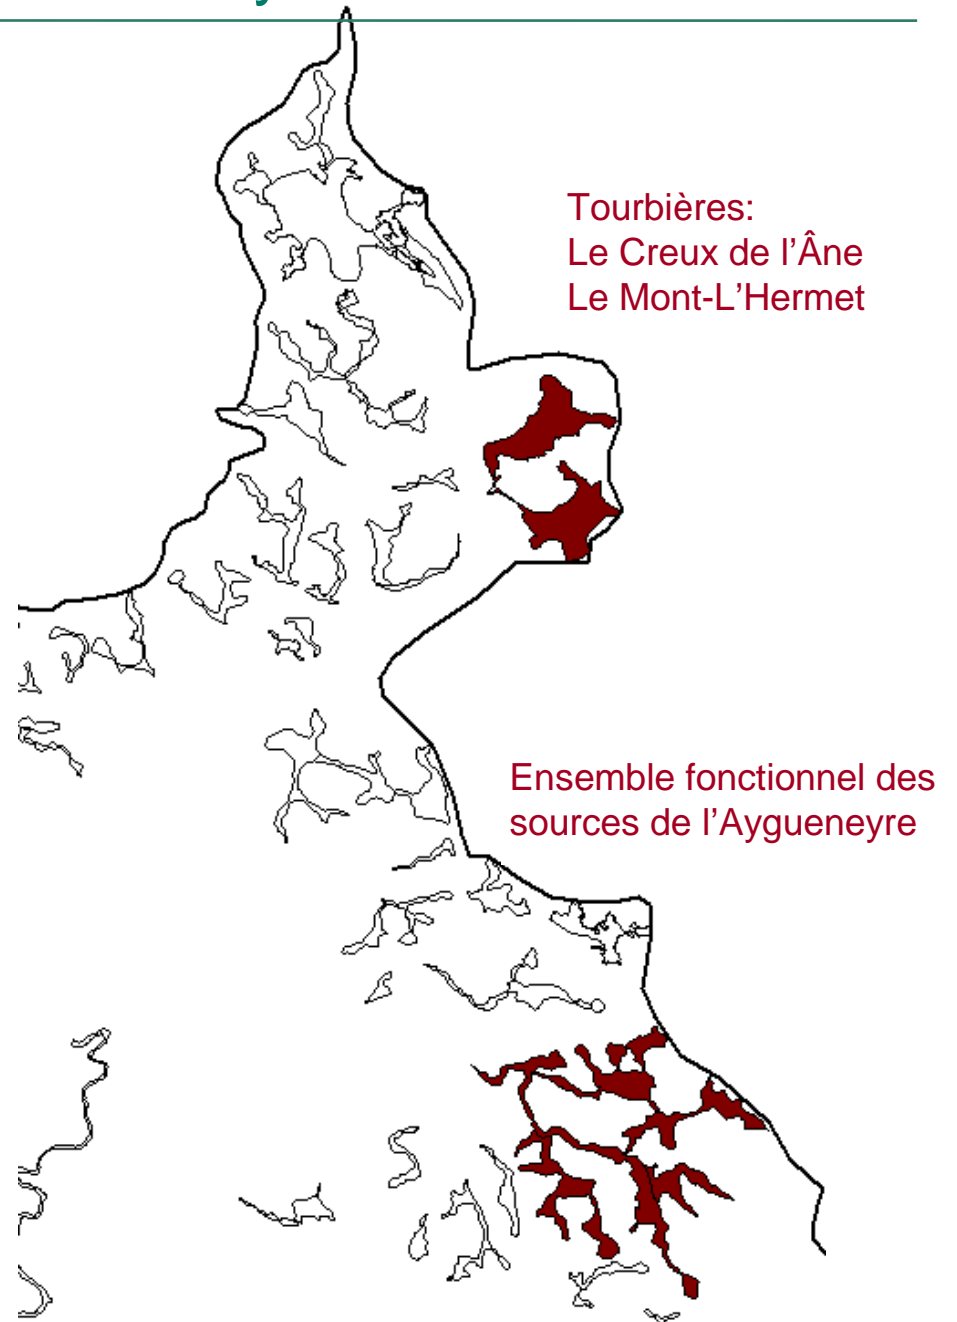 Tourbières:
Le Creux de l’Âne
Le Mont-L’Hermet
Ensemble fonctionnel des
sources de l’Aygueneyre